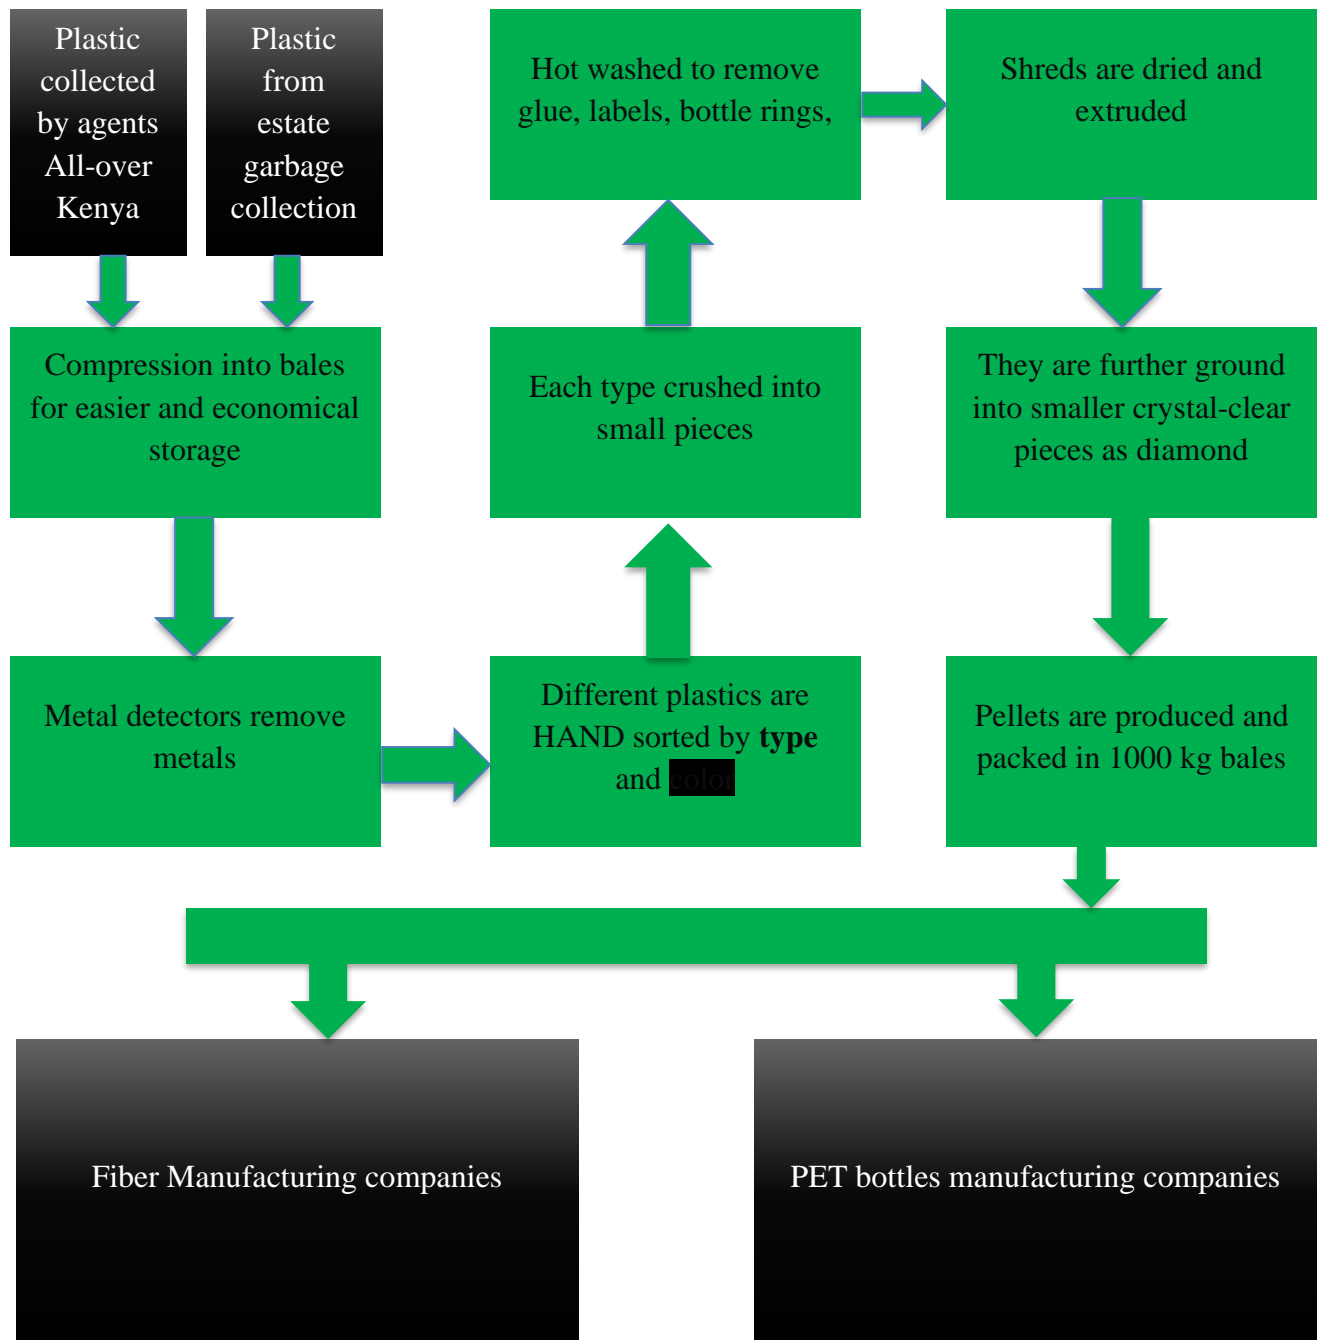 Plastic
collected
by agents
All-over
Kenya
Plastic
from
estate
garbage
collection
Compression into bales
for easier and economical
storage
Metal detectors remove
metals
Different plastics are
HAND sorted by type
and color
Each type crushed into
small pieces
Hot washed to remove
glue, labels, bottle rings,
Shreds are dried and
extruded
They are further ground
into smaller crystal-clear
pieces as diamond
Pellets are produced and
packed in 1000 kg bales
Fiber Manufacturing companies
PET bottles manufacturing companies